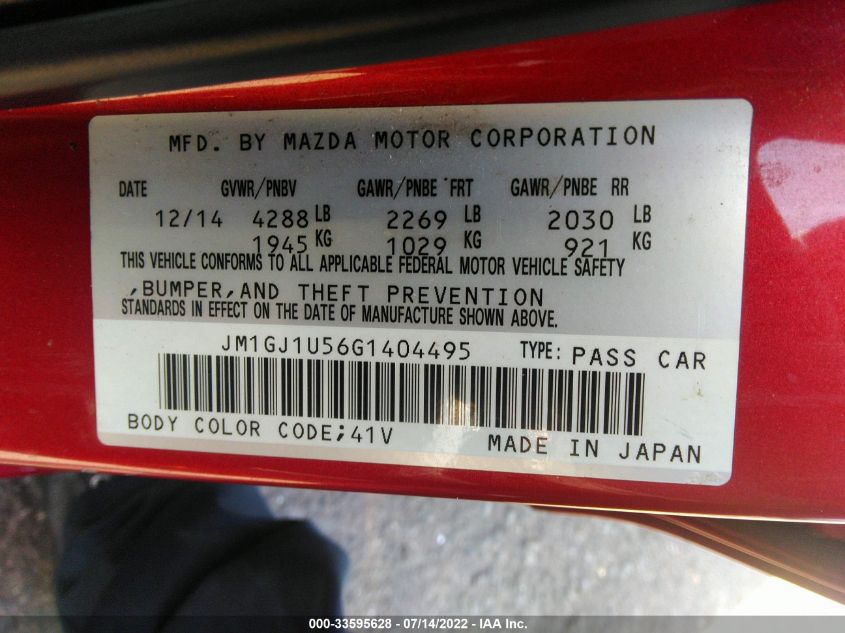 MFD. BY MAZDA MOTOR CORPORATION
DATE GVWR/PNBV GAWR/PNBE FRT GAWR/PNBE RR
12/14 4288 LB 2269 LB 2030 LB
1945 KG 1029 KG 921 KG
THIS VEHICLE CONFORMS TO ALL APPLICABLE FEDERAL MOTOR VEHICLE SAFETY
,BUMPER,AND THEFT PREVENTION
STANDARDS IN EFFECT ON THE DATE OF MANUFACTURE SHOWN ABOVE.
JM1GJ1U56G1404495 TYPE: PASS CAR
BODY COLOR CODE;41V MADE IN JAPAN
000-33595628 - 07/14/2022 - IAA Inc.